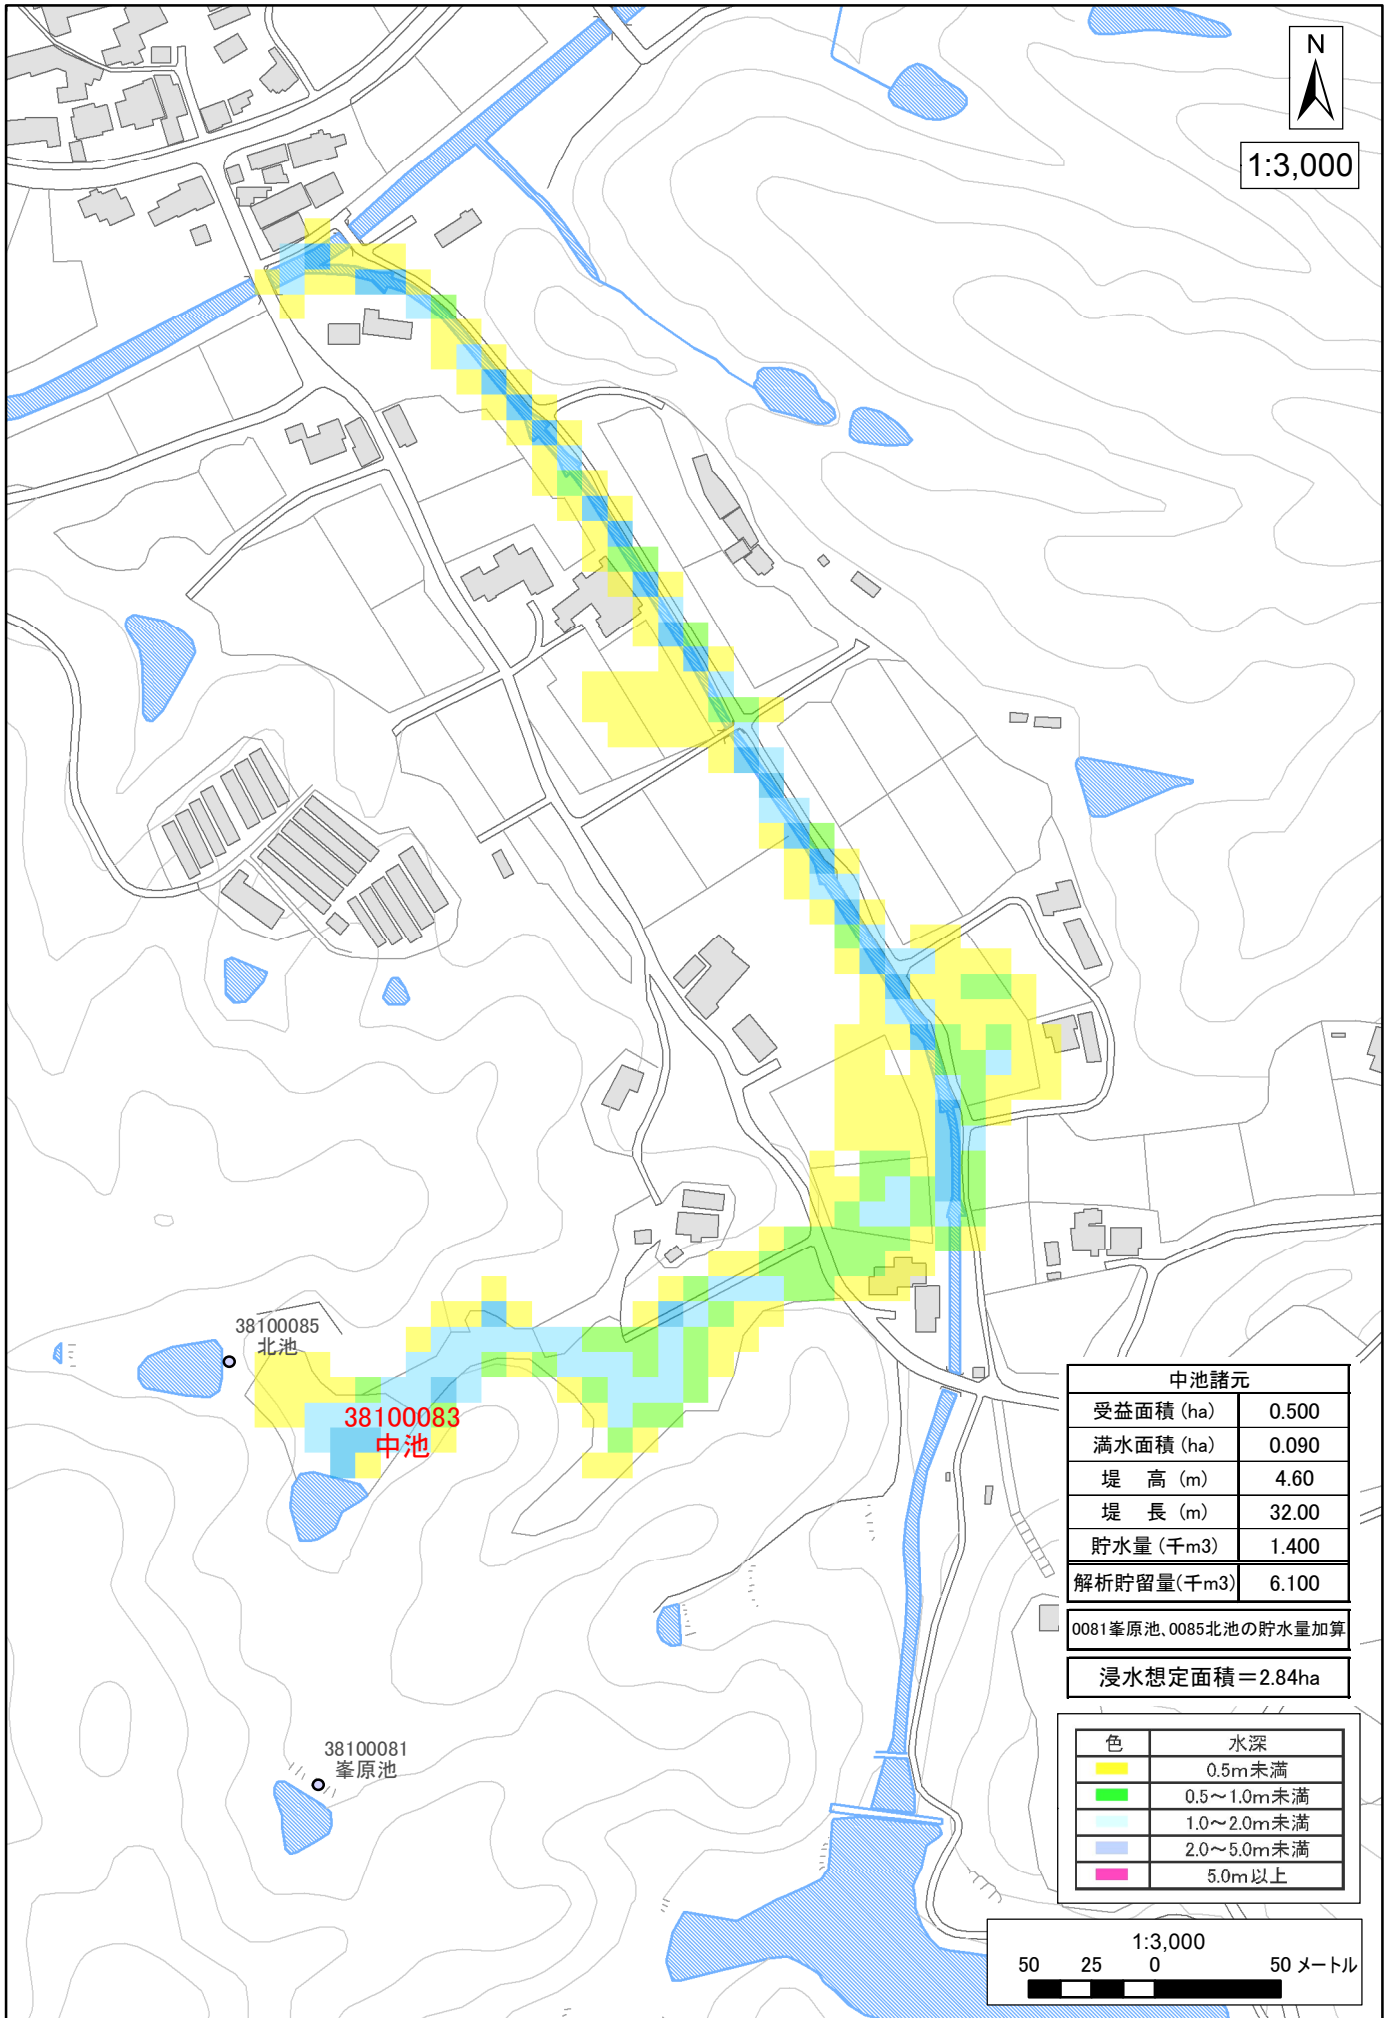 N
1:3,000
38100085
北池
38100083
中池
38100081
峯原池
中池諸元
受益面積(ha) 0.500
満水面積(ha) 0.090
堤 高 (m) 4.60
堤 長 (m) 32.00
貯水量(千m3) 1.400
解析貯留量(千m3) 6.100
0081峯原池、0085北池の貯水量加算
浸水想定面積=2.84ha
色 水深
0.5m未満
0.5~1.0m未満
1.0~2.0m未満
2.0~5.0m未満
5.0m以上
1:3,000
50 25 0 50 メートル